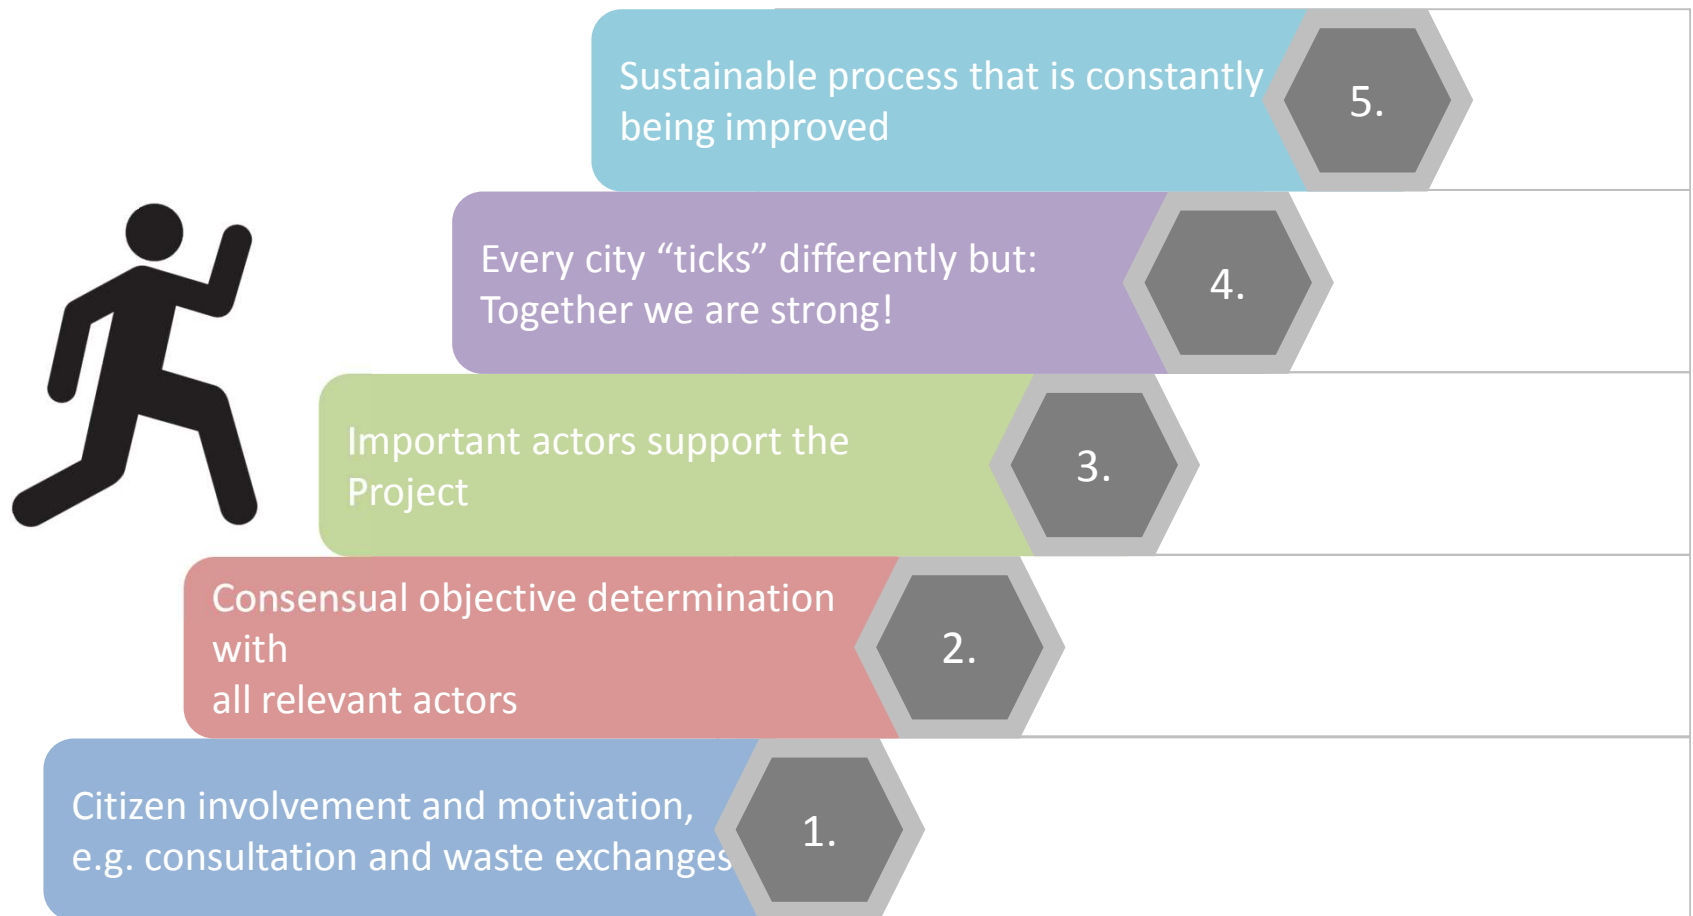 Sustainable process that is constantly
being improved
5.
Every city “ticks” differently but:
Together we are strong!
4.
Important actors support the
Project
3.
Consensual objective determination
with
all relevant actors
2.
Citizen involvement and motivation,
e.g. consultation and waste exchanges
1.